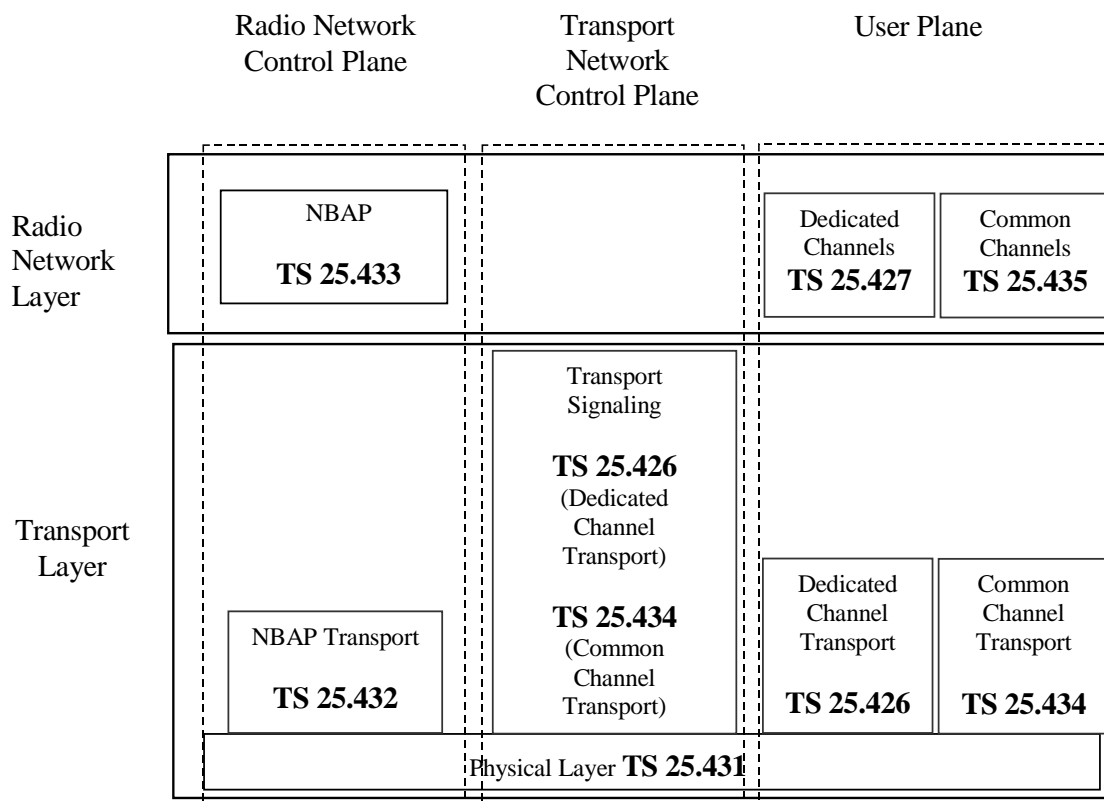 Radio Network
Control Plane
Transport
Network
Control Plane
User Plane
Radio
Network
Layer
NBAP
TS 25.433
Dedicated
Channels
TS 25.427
Common
Channels
TS 25.435
Transport
Layer
NBAP Transport
TS 25.432
Transport
Signaling
TS 25.426
(Dedicated
Channel
Transport)
TS 25.434
(Common
Channel
Transport)
Dedicated
Channel
Transport
TS 25.426
Common
Channel
Transport
TS 25.434
Physical Layer TS 25.431